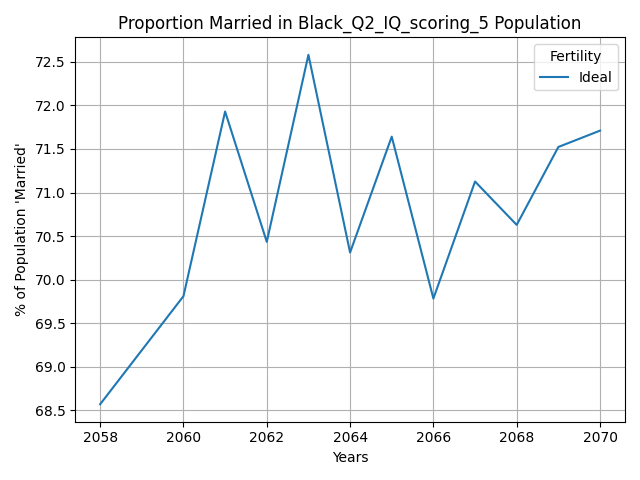 Proportion Married in Black_Q2_IQ_scoring_5 Population
Fertility
Ideal
% of Population 'Married'
72.5
72.0
71.5
71.0
70.5
70.0
69.5
69.0
68.5
2058 2060 2062 2064 2066 2068 2070
Years